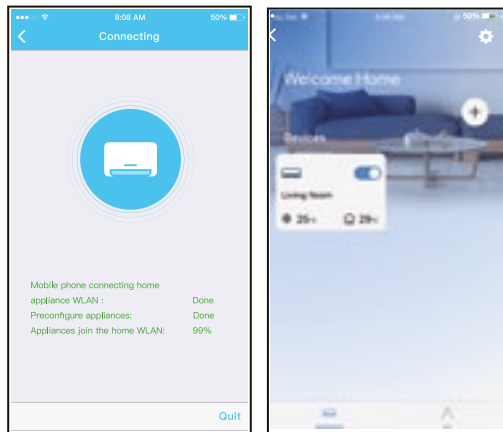 8:08 AM
50%
Connecting
Mobile phone connecting home
appliance WLAN : Done
Preconfigure appliances: Done
Appliances join the home WLAN: 99%
Quit
50%
Welcome Home
Devices
Living Room
25
29